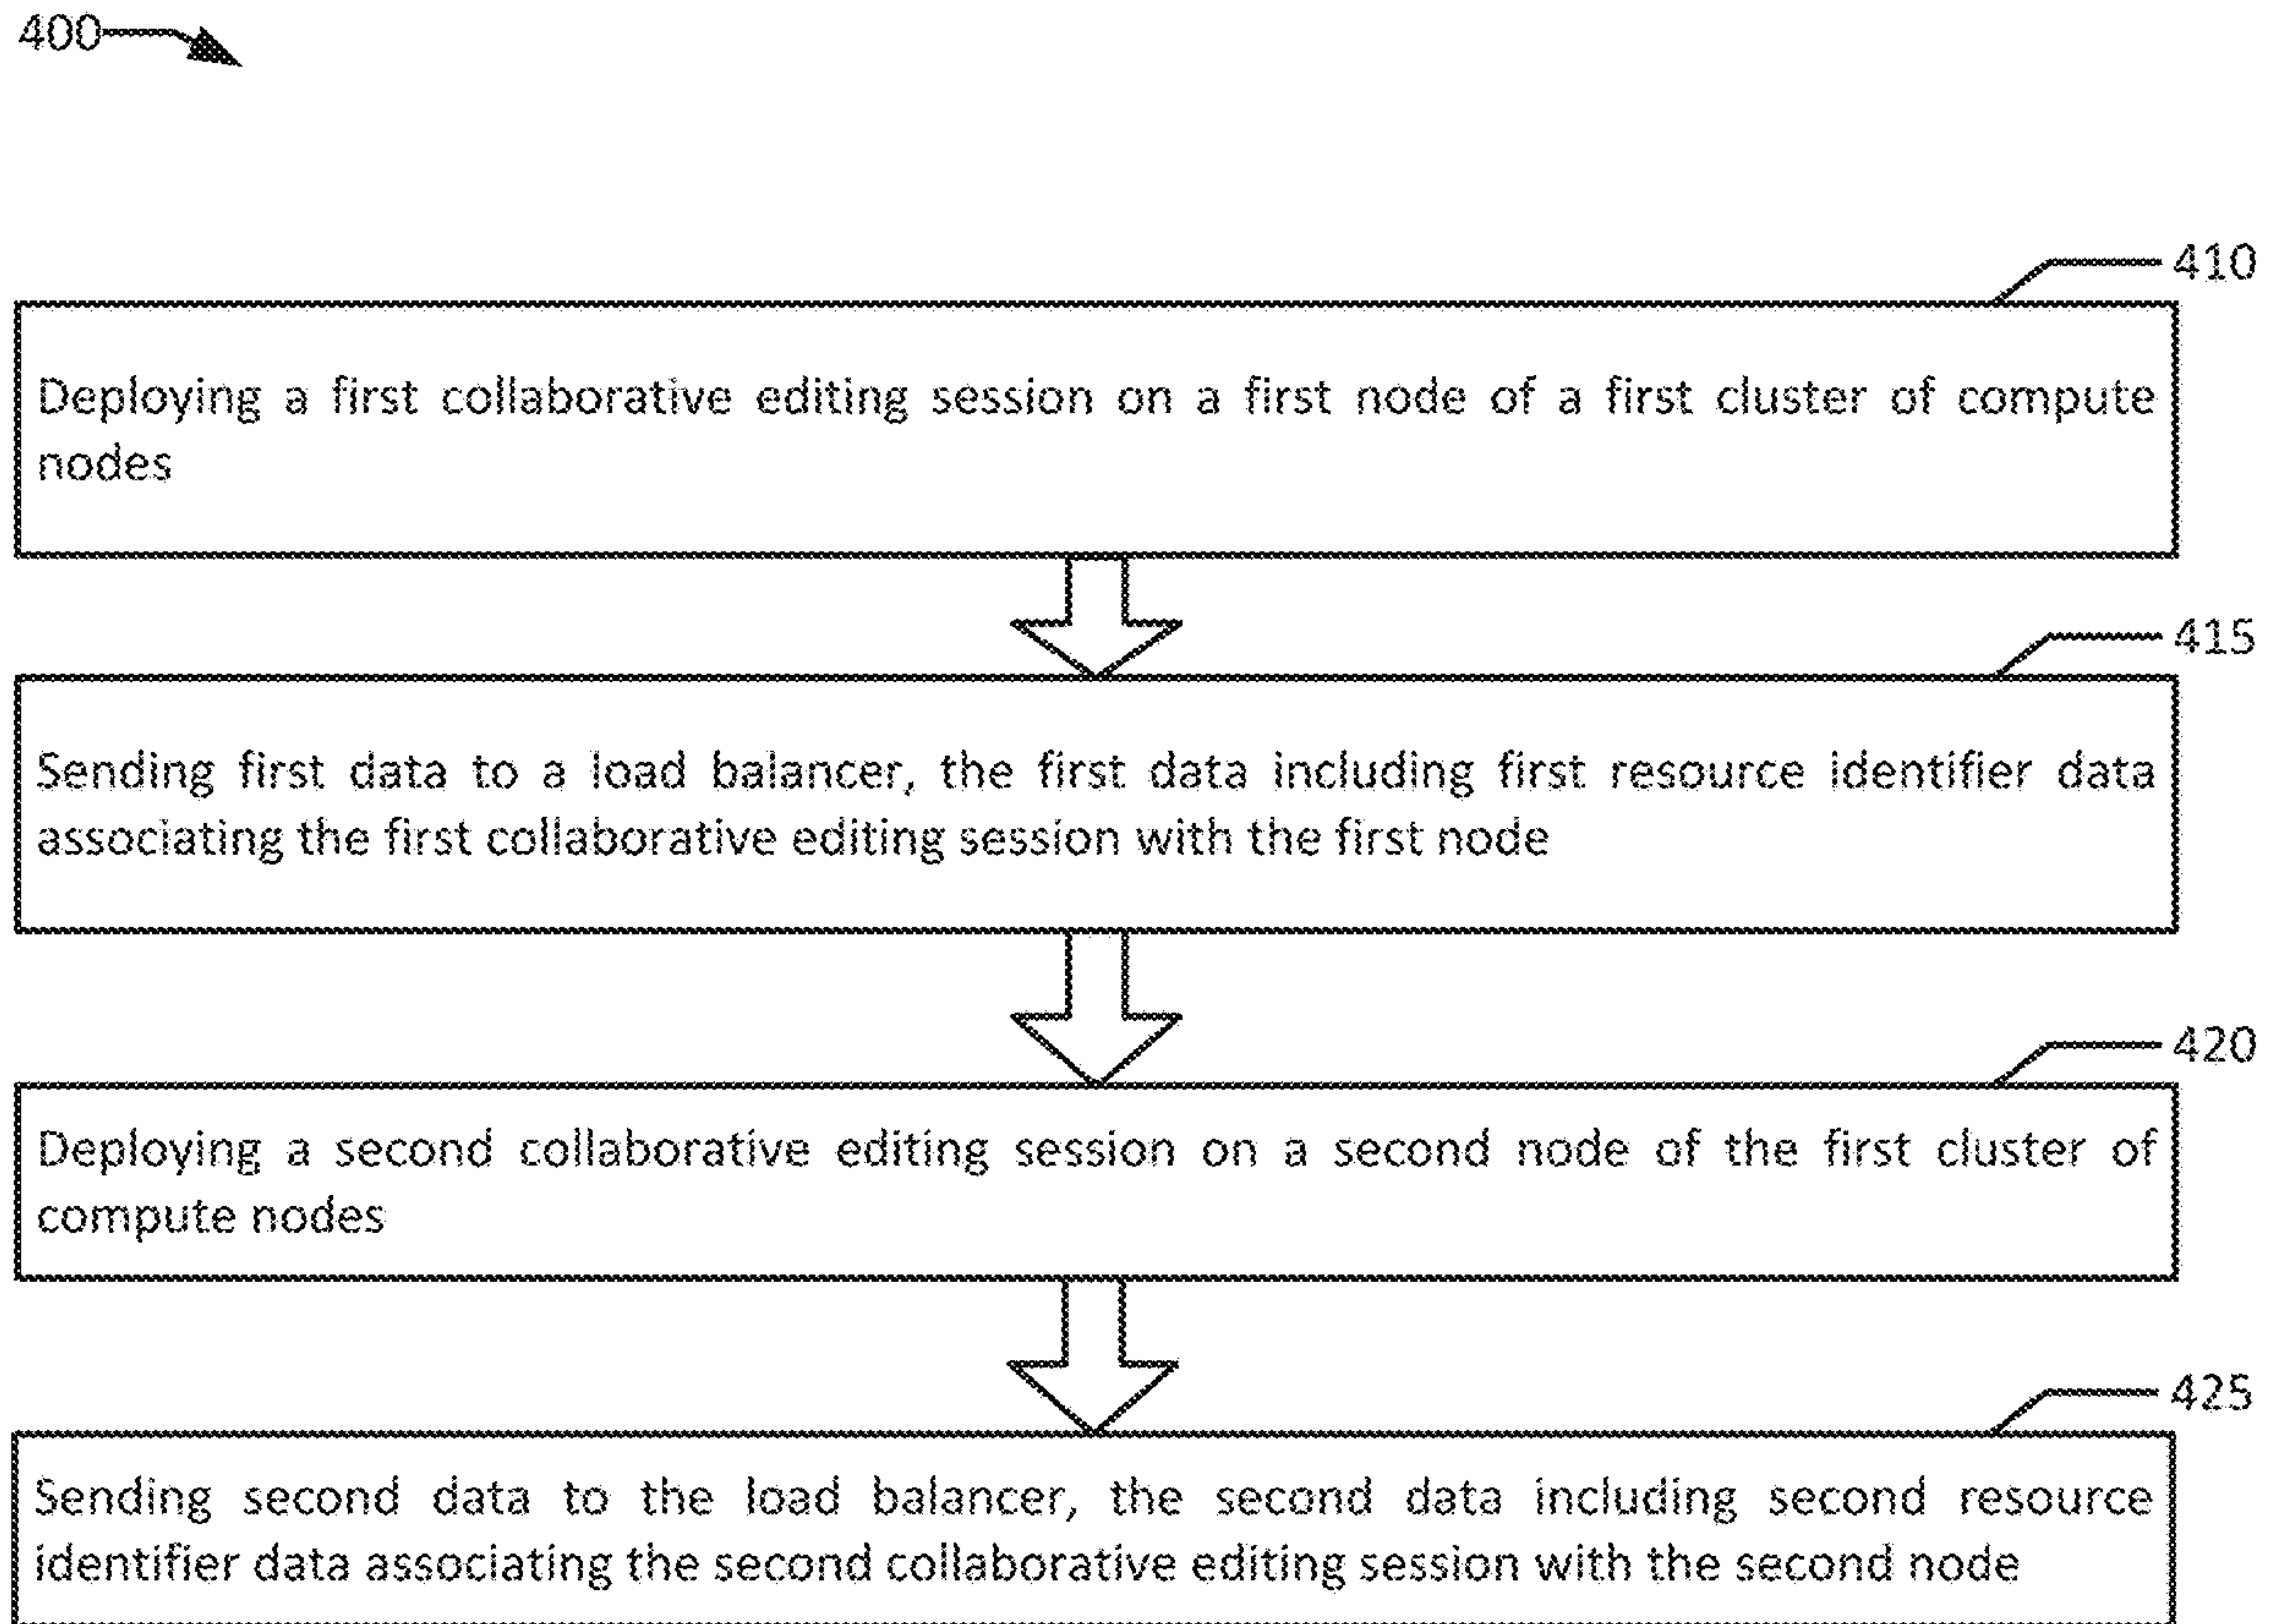 400
410
Deploying a first collaborative editing session on a first node of a first cluster of compute
nodes
415
Sending first data to a load balancer, the first data including first resource identifier data
associating the first collaborative editing session with the first node
420
Deploying a second collaborative editing session on a second node of the first cluster of
compute nodes
425
Sending second data to the load balancer, the second data including second resource
identifier data associating the second collaborative editing session with the second node